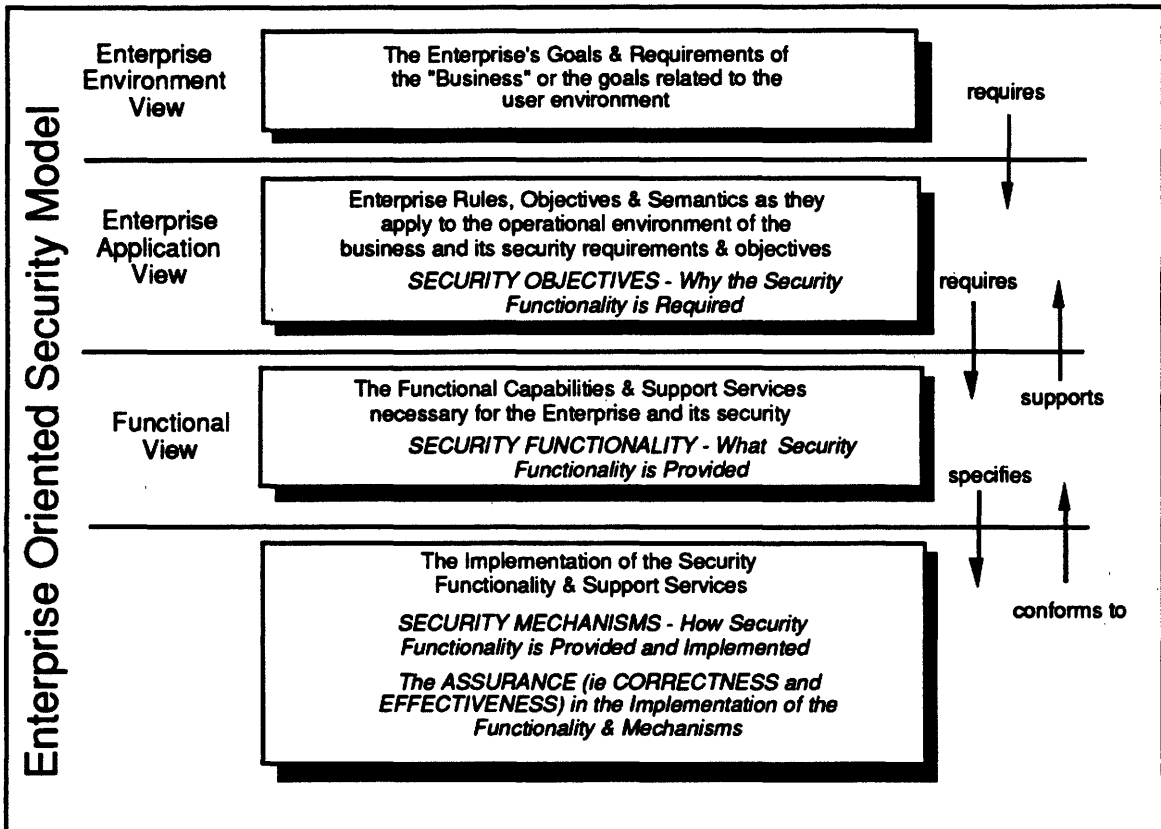 Enterprise Oriented Security Model
Enterprise
Environment
View
The Enterprise's Goals & Requirements of
the "Business" or the goals related to the
user environment
requires
Enterprise
Application
View
Enterprise Rules, Objectives & Semantics as they
apply to the operational environment of the
business and its security requirements & objectives
SECURITY OBJECTIVES - Why the Security
Functionality is Required
requires
supports
Functional
View
The Functional Capabilities & Support Services
necessary for the Enterprise and its security
SECURITY FUNCTIONALITY - What Security
Functionality is Provided
specifies
conforms to
The Implementation of the Security
Functionality & Support Services
SECURITY MECHANISMS - How Security
Functionality is Provided and Implemented
The ASSURANCE (ie CORRECTNESS and
EFFECTIVENESS) in the Implementation of the
Functionality & Mechanisms